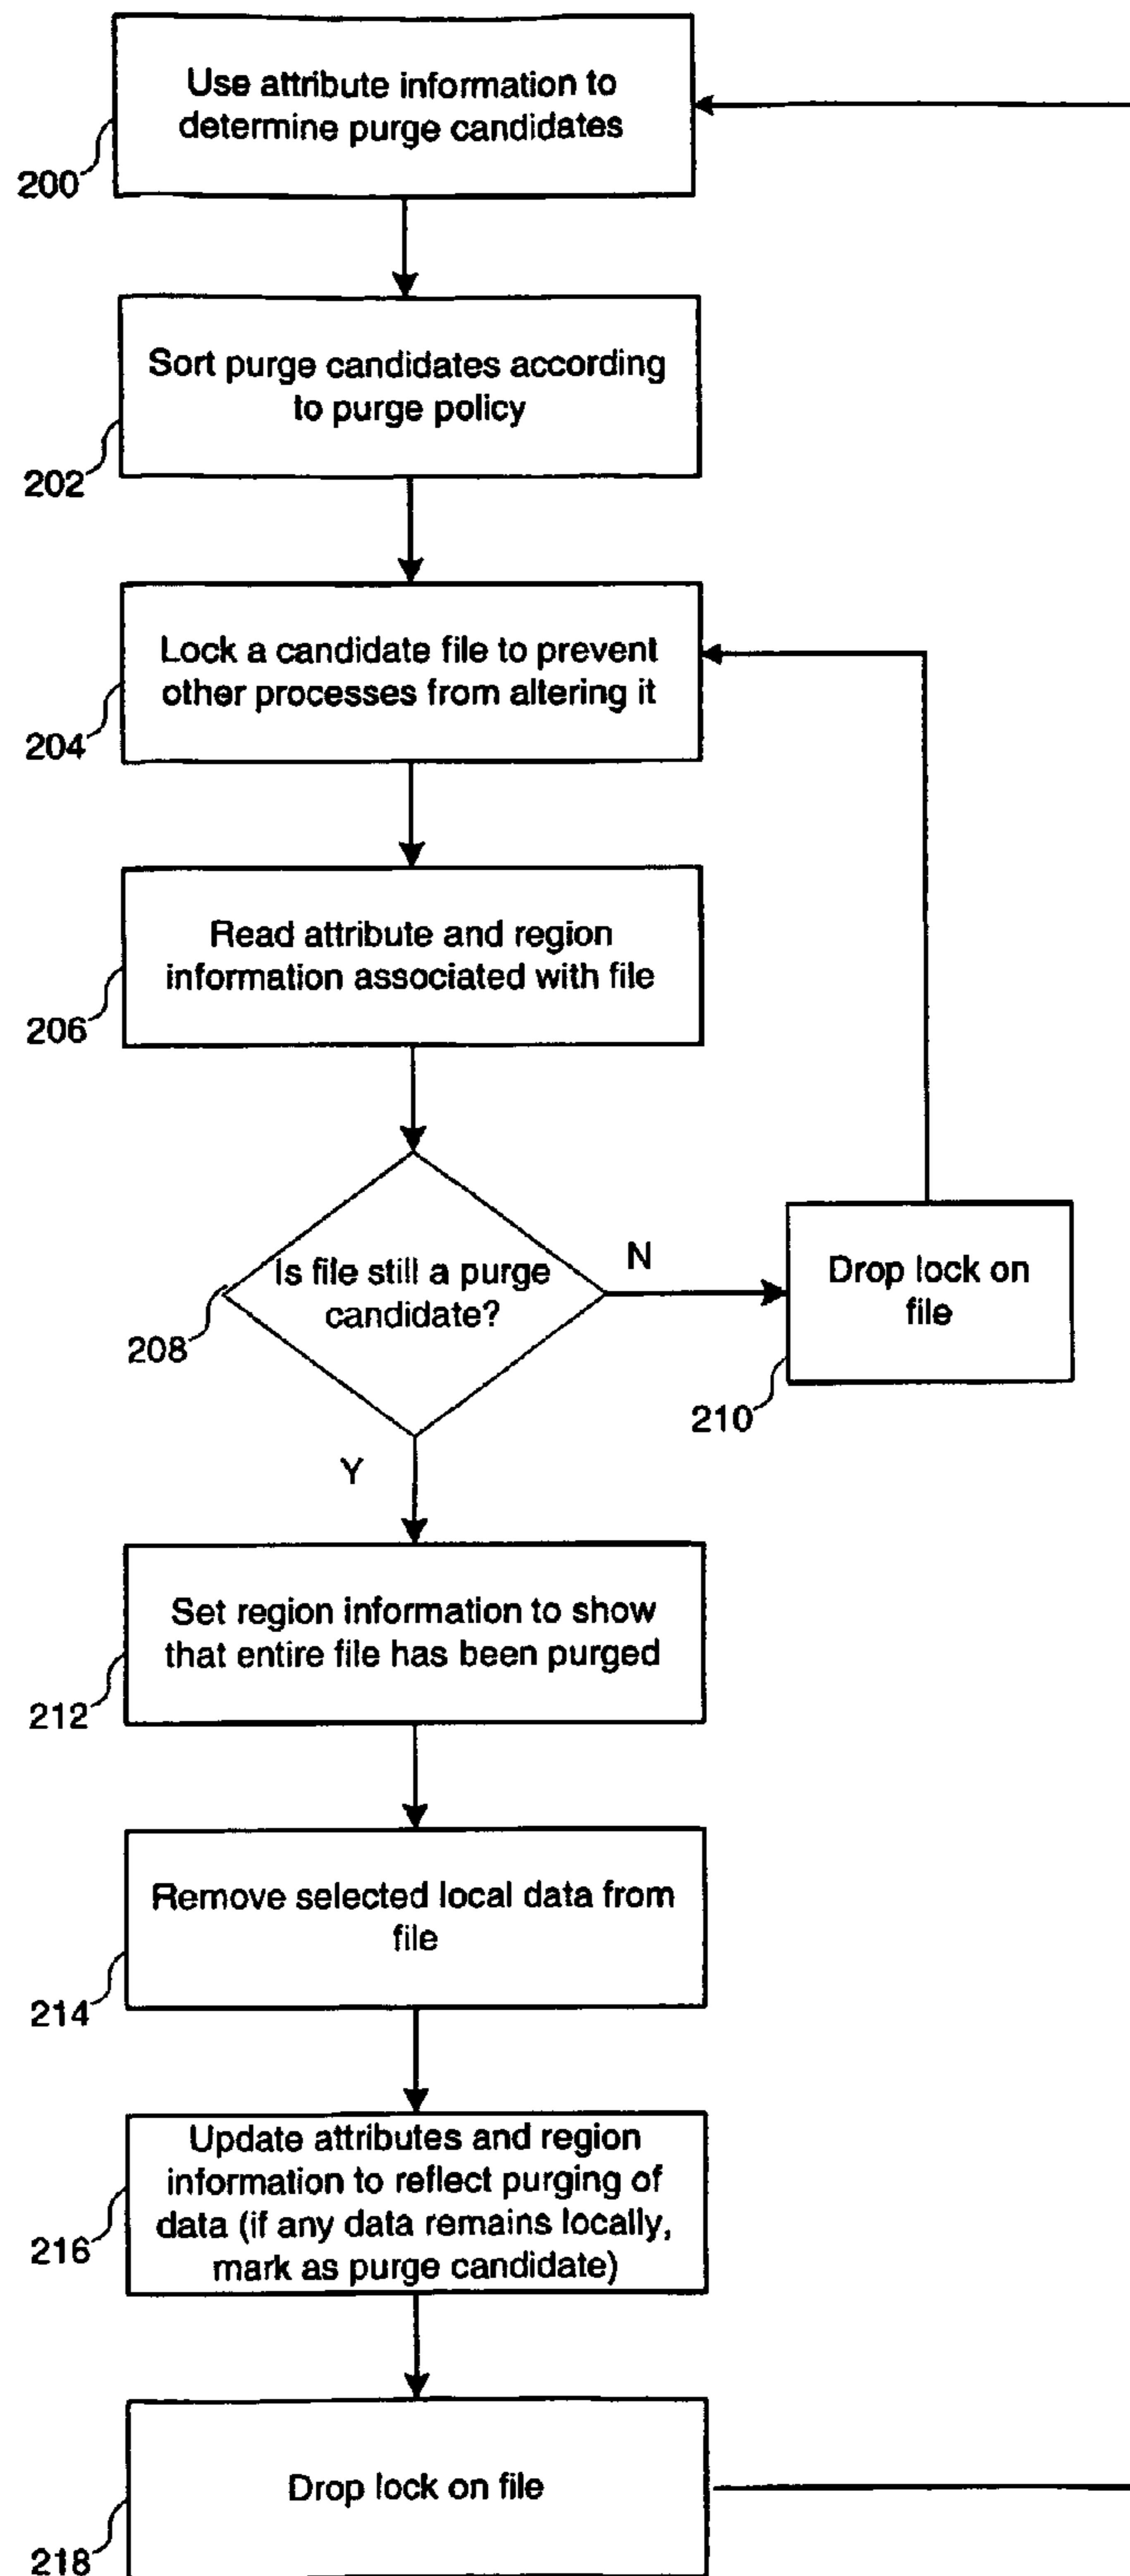 Use attribute information to
determine purge candidates
200
Sort purge candidates according
to purge policy
202
Lock a candidate file to prevent
other processes from altering it
204
Read attribute and region
information associated with file
206
Is file still a purge
candidate?
208
N
Drop lock on
file
210
Y
Set region information to show
that entire file has been purged
212
Remove selected local data from
file
214
Update attributes and region
information to reflect purging of
data (if any data remains locally,
mark as purge candidate)
216
Drop lock on file
218